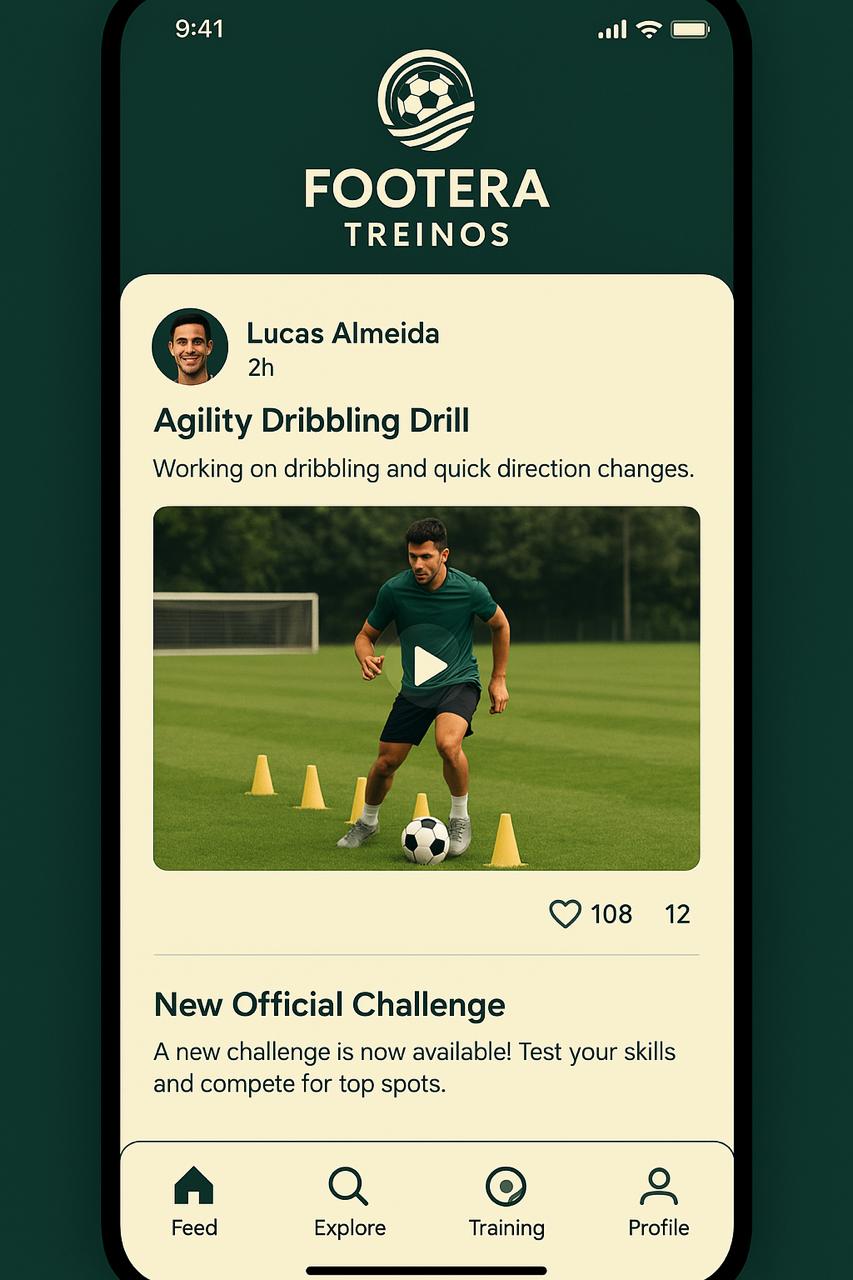 9:41
FOOTERA
TREINOS
Lucas Almeida
2h
Agility Dribbling Drill
Working on dribbling and quick direction changes.
108 12
New Official Challenge
A new challenge is now available! Test your skills
and compete for top spots.
Feed Explore Training Profile